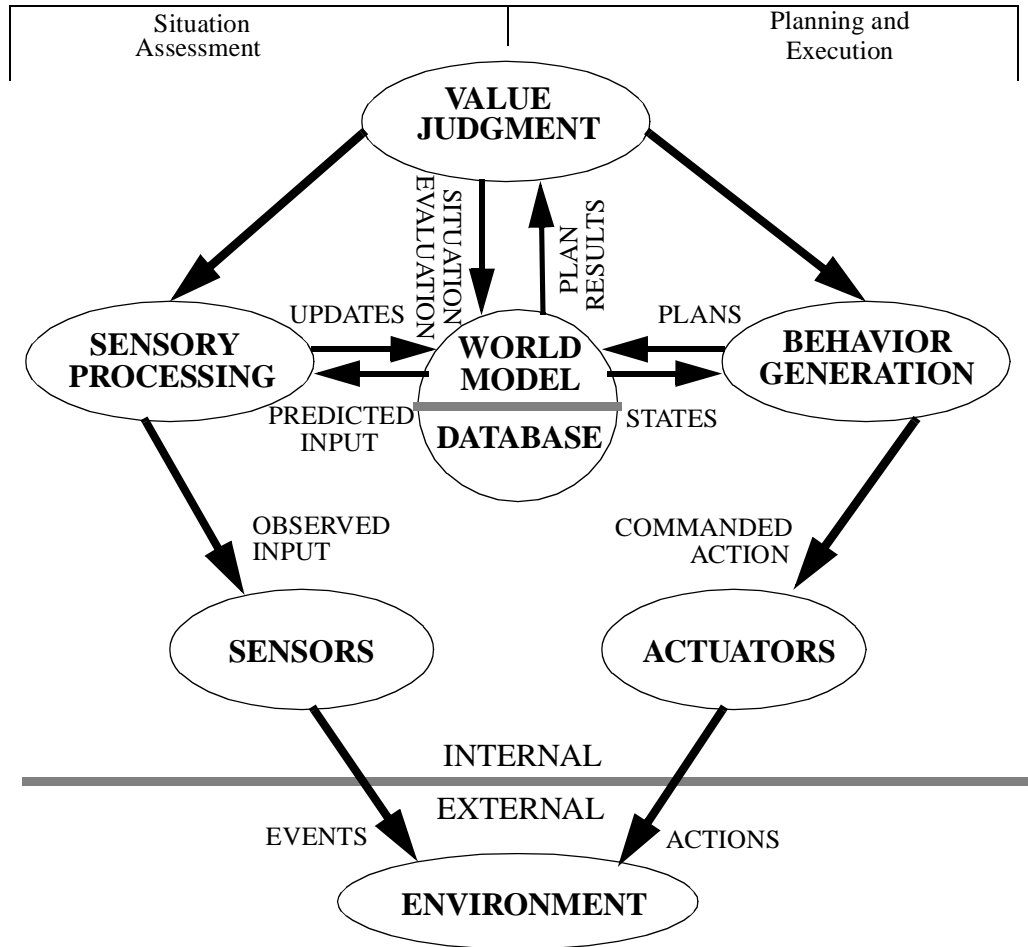 Situation
Assessment
Planning and
Execution
VALUE
JUDGMENT
SITUATION
EVALUATION
PLAN
RESULTS
UPDATES
PLANS
SENSORY
PROCESSING
WORLD
MODEL
BEHAVIOR
GENERATION
PREDICTED
INPUT
DATABASE
STATES
OBSERVED
INPUT
COMMANDED
ACTION
SENSORS
ACTUATORS
INTERNAL
EXTERNAL
EVENTS
ACTIONS
ENVIRONMENT